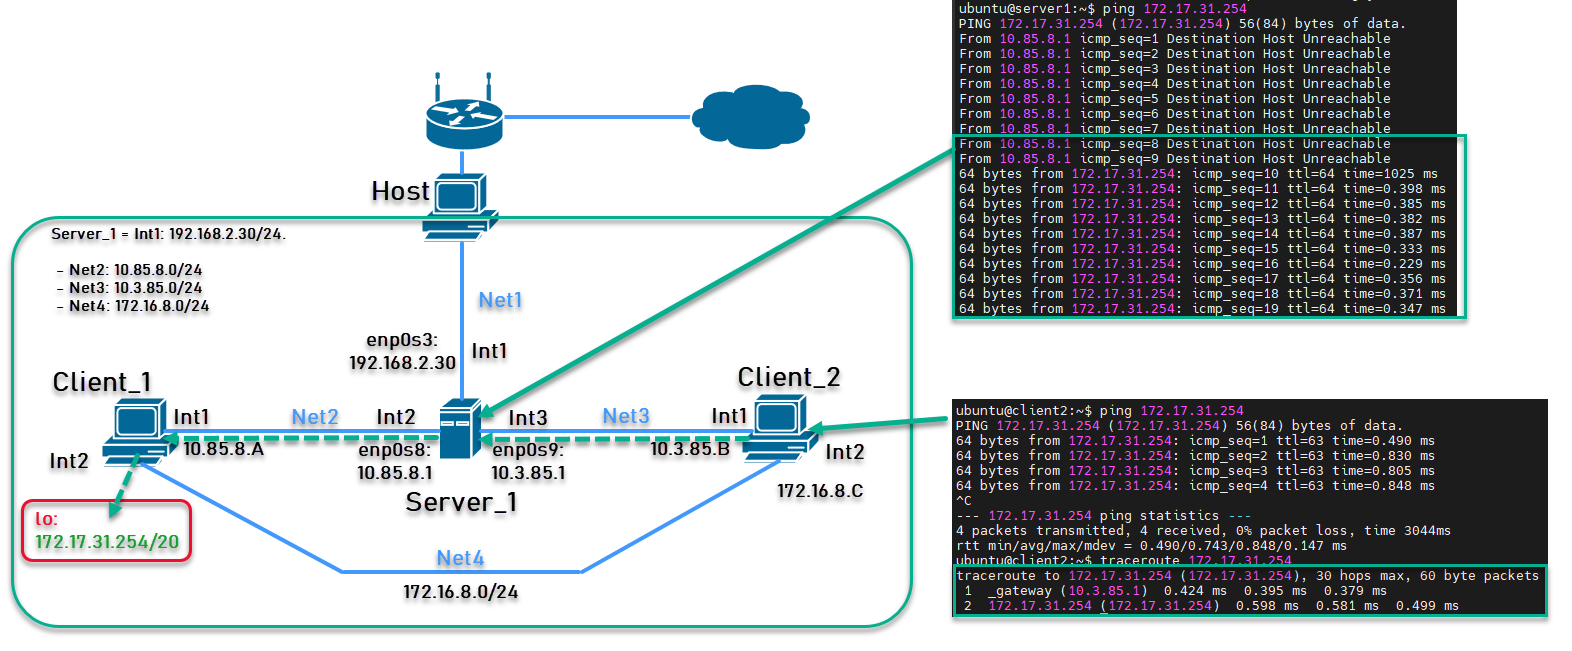 Host
Server_1 = Int1: 192.168.2.30/24.
- Net2: 10.85.8.0/24
- Net3: 10.3.85.0/24
- Net4: 172.16.8.0/24
Net1
enp0s3:
192.168.2.30
Int1
Client_1
Int1
Net2
Int2
10.85.8.A
enp0s8:
10.85.8.1
Int2
Server_1
Int3
Net3
Int1
enp0s9:
10.3.85.1
10.3.85.B
Client_2
Int2
172.16.8.C
lo:
172.17.31.254/20
Net4
172.16.8.0/24
ubuntu@server1:~$ ping 172.17.31.254
PING 172.17.31.254 (172.17.31.254) 56(84) bytes of data.
From 10.85.8.1 icmp_seq=1 Destination Host Unreachable
From 10.85.8.1 icmp_seq=2 Destination Host Unreachable
From 10.85.8.1 icmp_seq=3 Destination Host Unreachable
From 10.85.8.1 icmp_seq=4 Destination Host Unreachable
From 10.85.8.1 icmp_seq=5 Destination Host Unreachable
From 10.85.8.1 icmp_seq=6 Destination Host Unreachable
From 10.85.8.1 icmp_seq=7 Destination Host Unreachable
From 10.85.8.1 icmp_seq=8 Destination Host Unreachable
From 10.85.8.1 icmp_seq=9 Destination Host Unreachable
64 bytes from 172.17.31.254: icmp_seq=10 ttl=64 time=1025 ms
64 bytes from 172.17.31.254: icmp_seq=11 ttl=64 time=0.398 ms
64 bytes from 172.17.31.254: icmp_seq=12 ttl=64 time=0.385 ms
64 bytes from 172.17.31.254: icmp_seq=13 ttl=64 time=0.382 ms
64 bytes from 172.17.31.254: icmp_seq=14 ttl=64 time=0.387 ms
64 bytes from 172.17.31.254: icmp_seq=15 ttl=64 time=0.333 ms
64 bytes from 172.17.31.254: icmp_seq=16 ttl=64 time=0.229 ms
64 bytes from 172.17.31.254: icmp_seq=17 ttl=64 time=0.356 ms
64 bytes from 172.17.31.254: icmp_seq=18 ttl=64 time=0.371 ms
64 bytes from 172.17.31.254: icmp_seq=19 ttl=64 time=0.347 ms
ubuntu@client2:~$ ping 172.17.31.254
PING 172.17.31.254 (172.17.31.254) 56(84) bytes of data.
64 bytes from 172.17.31.254: icmp_seq=1 ttl=63 time=0.490 ms
64 bytes from 172.17.31.254: icmp_seq=2 ttl=63 time=0.830 ms
64 bytes from 172.17.31.254: icmp_seq=3 ttl=63 time=0.805 ms
64 bytes from 172.17.31.254: icmp_seq=4 ttl=63 time=0.848 ms
^C
--- 172.17.31.254 ping statistics ---
4 packets transmitted, 4 received, 0% packet loss, time 3044ms
rtt min/avg/max/mdev = 0.490/0.743/0.848/0.147 ms
ubuntu@client2:~$ traceroute 172.17.31.254
traceroute to 172.17.31.254 (172.17.31.254), 30 hops max, 60 byte packets
1 _gateway (10.3.85.1) 0.424 ms 0.395 ms 0.379 ms
2 172.17.31.254 (172.17.31.254) 0.598 ms 0.581 ms 0.499 ms